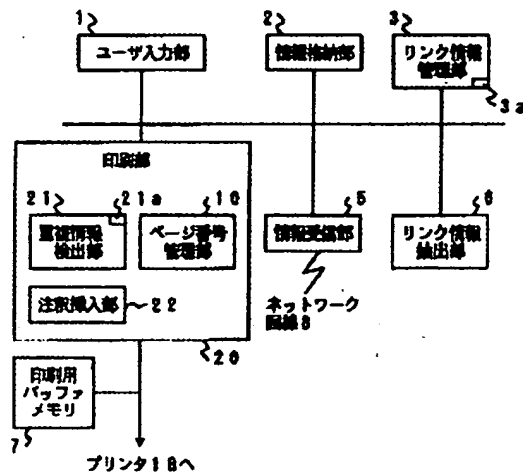 1
ユーザ入力部
2
情報格納部
3
リンク情報
管理部
3a
印刷部
21
21a
重複情報
検出部
10
ページ番号
管理部
注釈挿入部
22
20
5
情報受信部
ネットワーク
回線8
6
リンク情報
抽出部
印刷用
バッファ
メモリ
7
プリンタ18へ